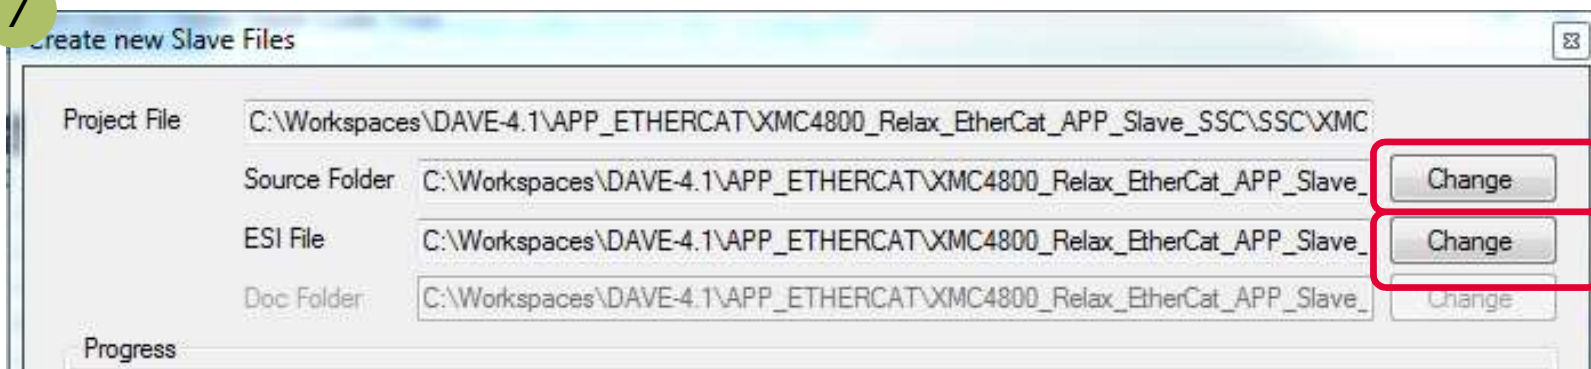 7
Create new Slave Files
Project File C:\Workspaces\DAVE-4.1\APP_ETHERCAT\XMC4800_Relax_EtherCat_APP_Slave_SSC\SSC\XMC
Source Folder C:\Workspaces\DAVE-4.1\APP_ETHERCAT\XMC4800_Relax_EtherCat_APP_Slave_ Change
ESI File C:\Workspaces\DAVE-4.1\APP_ETHERCAT\XMC4800_Relax_EtherCat_APP_Slave_ Change
Doc Folder C:\Workspaces\DAVE-4.1\APP_ETHERCAT\XMC4800_Relax_EtherCat_APP_Slave_ Change
Progress